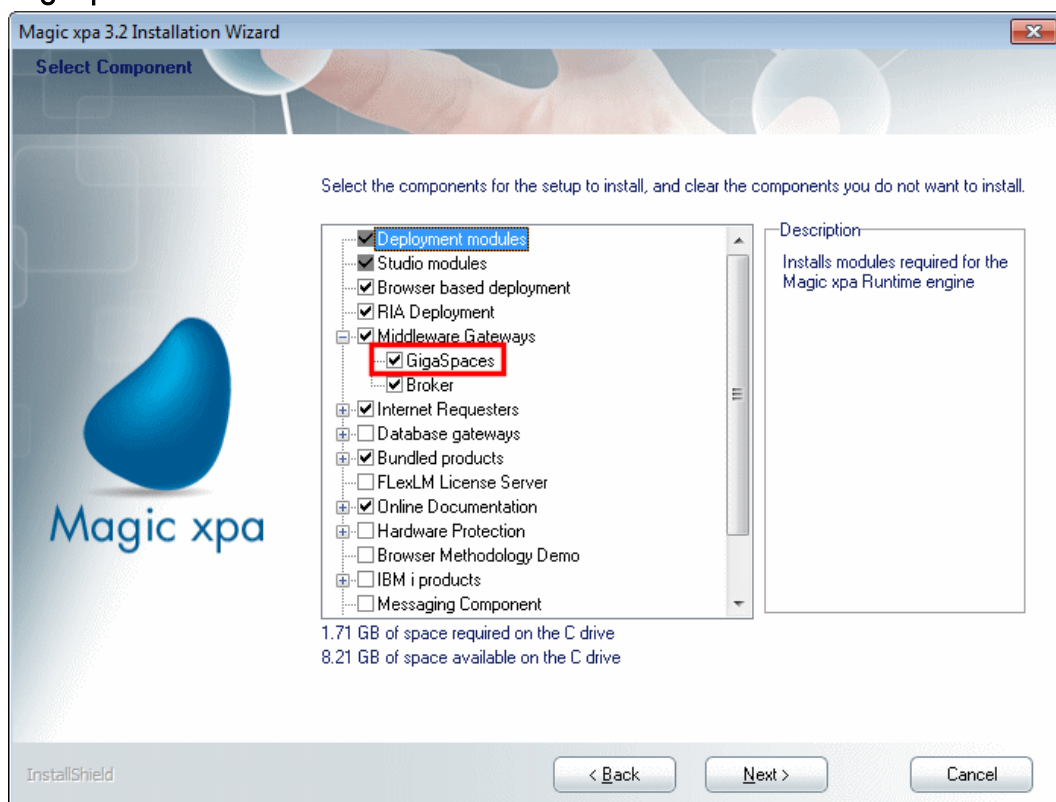 Magic xpa 3.2 Installation Wizard
Select Component
Select the components for the setup to install, and clear the components you do not want to install.
Deployment modules
Studio modules
Browser based deployment
RIA Deployment
Middleware Gateways
GigaSpaces
Broker
Internet Requesters
Database gateways
Bundled products
FLexLM License Server
Online Documentation
Hardware Protection
Browser Methodology Demo
IBM i products
Messaging Component
Description
Installs modules required for the
Magic xpa Runtime engine
Magic xpa
1.71 GB of space required on the C drive
8.21 GB of space available on the C drive
InstallShield
< Back
Next >
Cancel